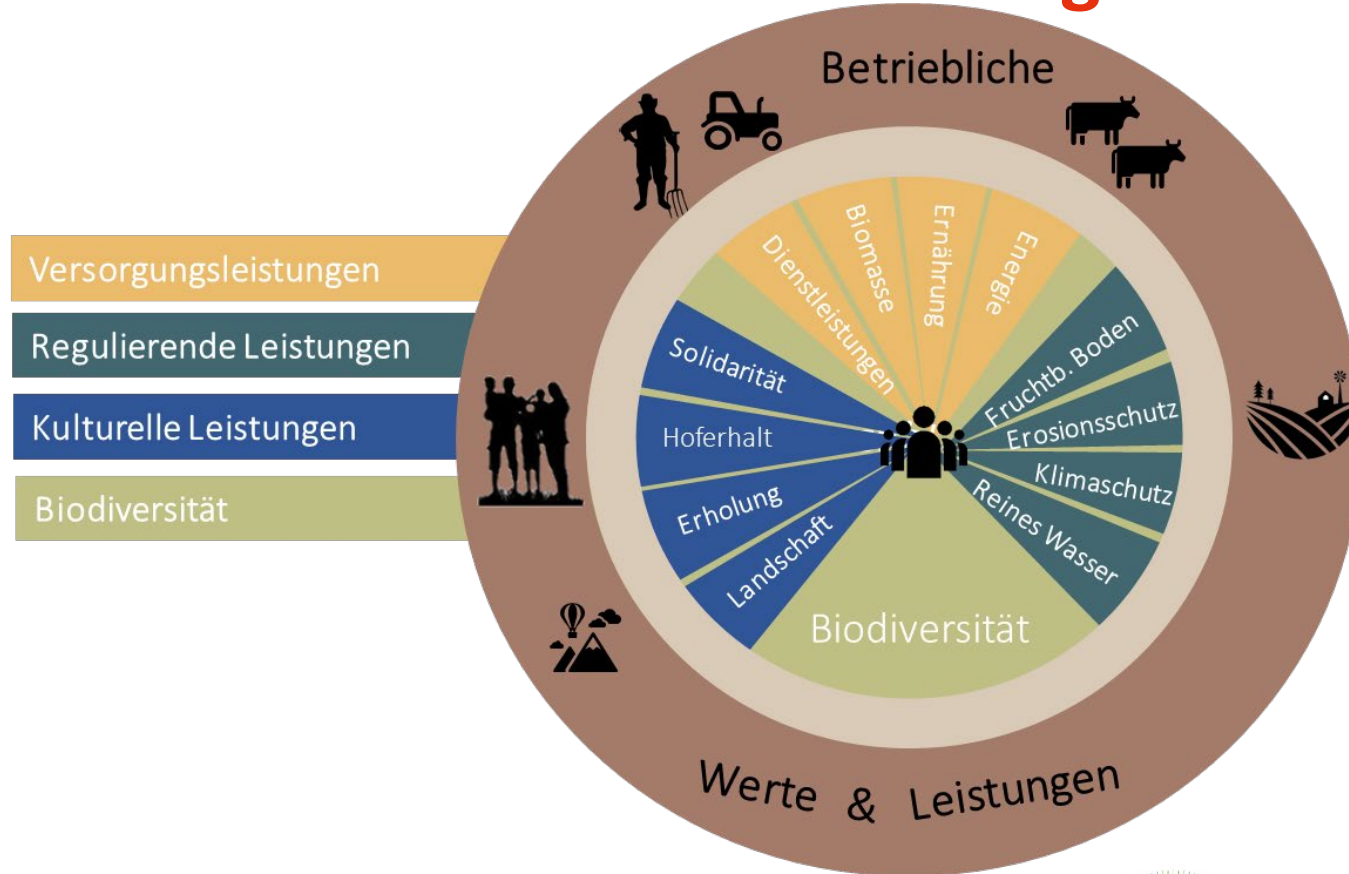 Betriebliche
Versorgungsleistungen
Regulierende Leistungen
Kulturelle Leistungen
Biodiversität
Dienstleistungen
Biomasse
Ernährung
Energie
Fruchtb. Boden
Erosionsschutz
Klimaschutz
Reines Wasser
Solidarität
Hoferhalt
Erholung
Landschaft
Biodiversität
Werte & Leistungen